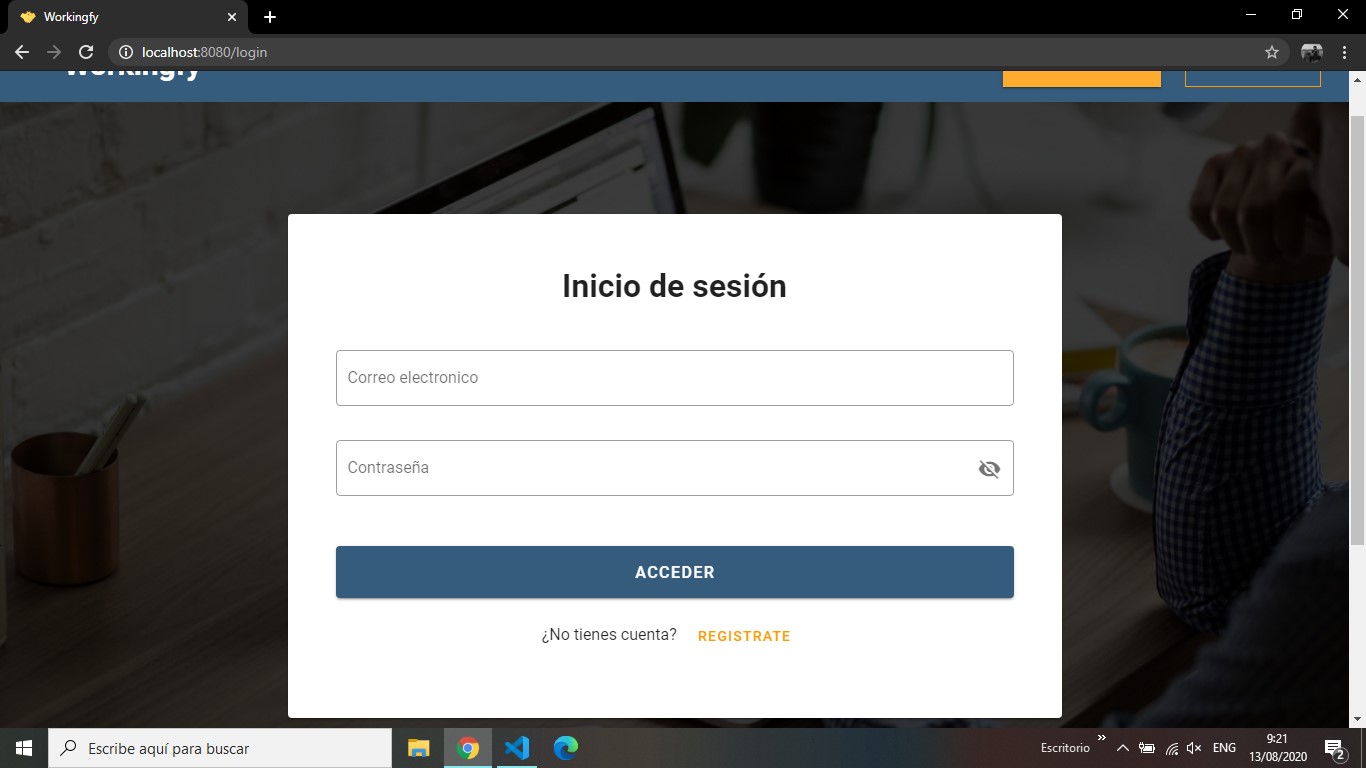 Workingfy
localhost:8080/login
Workingfy
Inicio de sesión
Correo electronico
Contraseña
ACCEDER
¿No tienes cuenta? REGISTRATE
Escribe aquí para buscar
Escritorio
ENG
9:21
13/08/2020
2